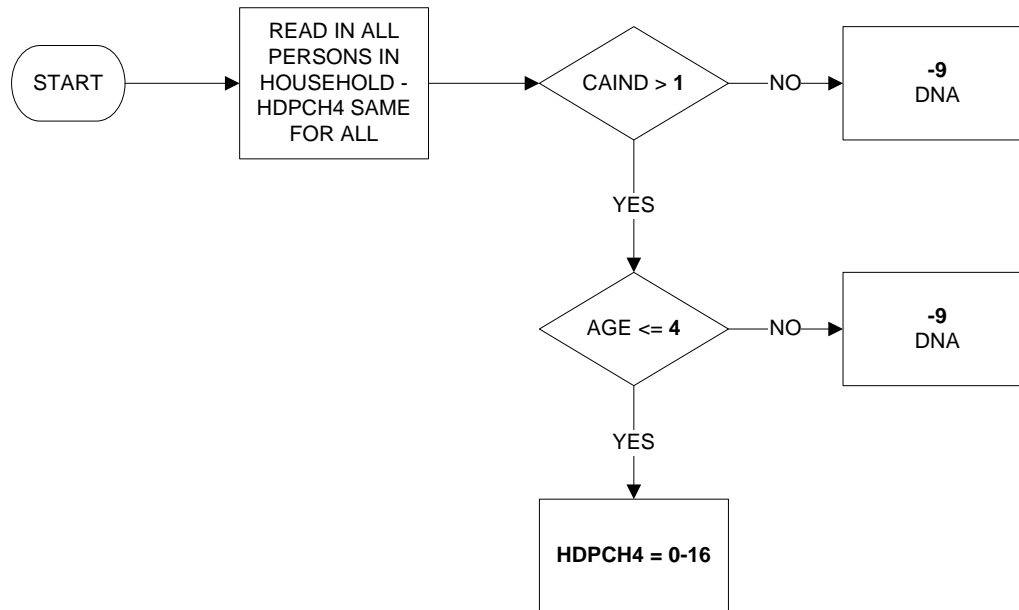 START
READ IN ALL
PERSONS IN
HOUSEHOLD -
HDPCH4 SAME
FOR ALL
CAIND > 1
NO
-9
DNA
YES
AGE <= 4
NO
-9
DNA
YES
HDPCH4 = 0-16